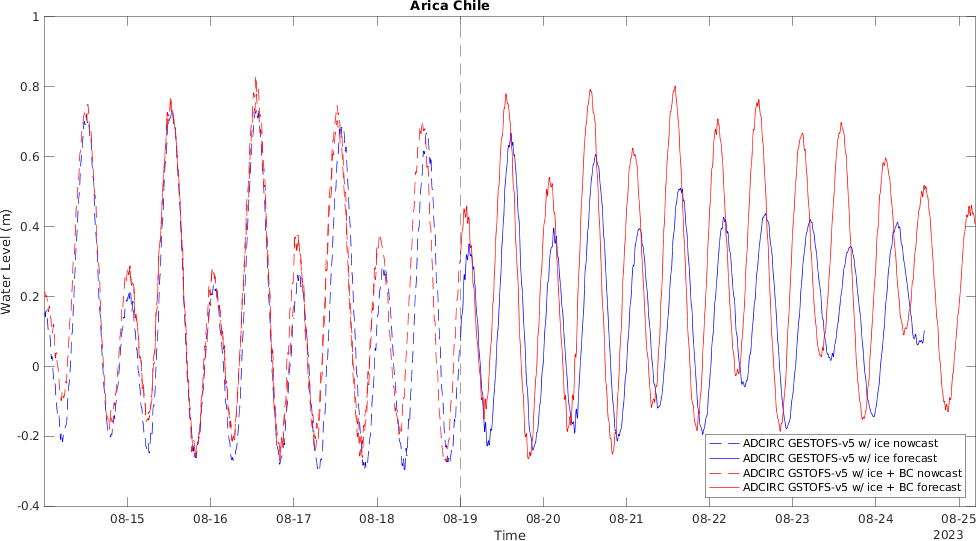 Arica Chile
1
0.8
0.6
0.4
0.2
0
-0.2
-0.4
Water Level (m)
ADCIRC GESTOFS-v5 w/ ice nowcast
ADCIRC GESTOFS-v5 w/ ice forecast
ADCIRC GSTOFS-v5 w/ ice + BC nowcast
ADCIRC GSTOFS-v5 w/ ice + BC forecast
08-15 08-16 08-17 08-18 08-19 08-20 08-21 08-22 08-23 08-24 08-25
Time
2023